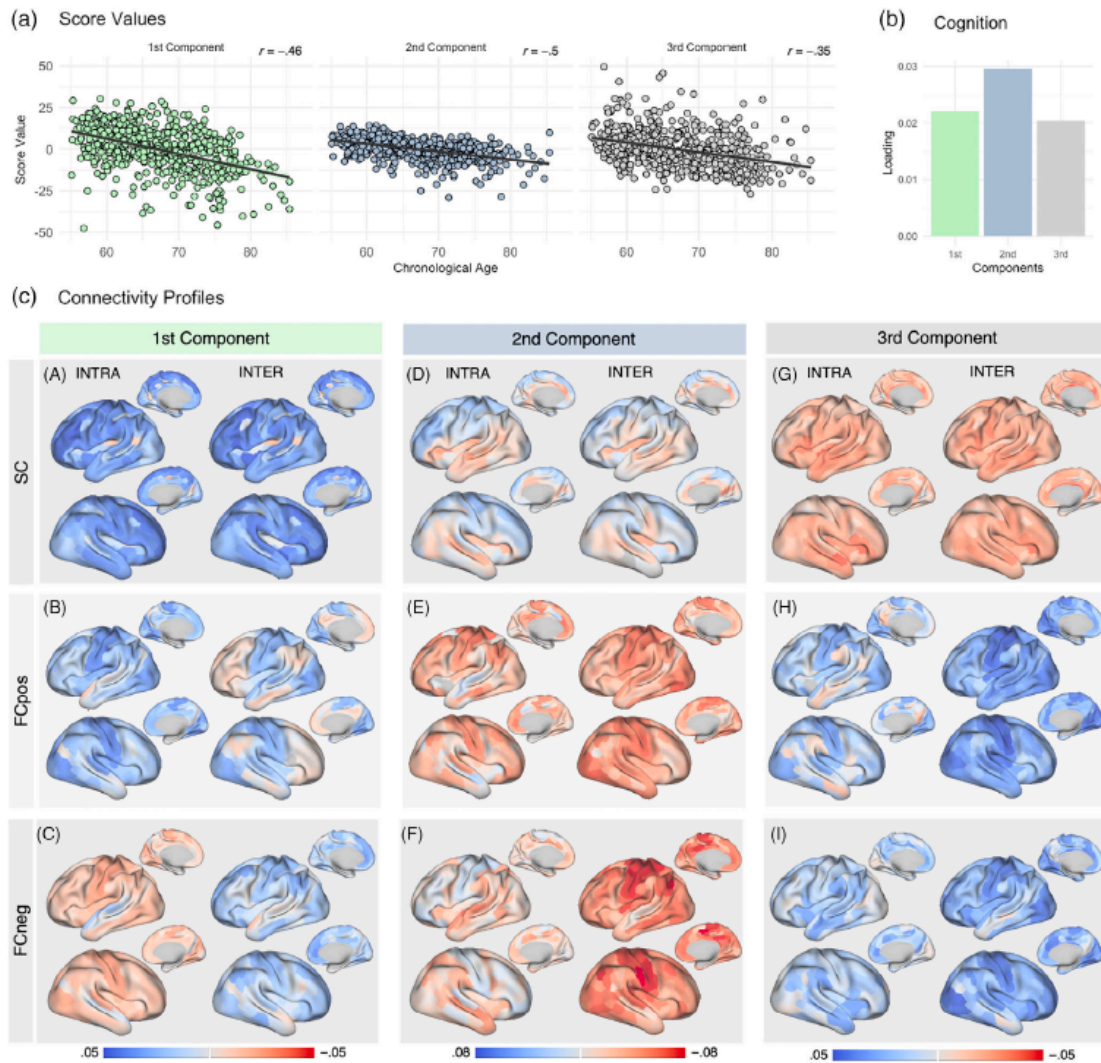 (a) Score Values
1st Component r = -.46 2nd Component r = -.5 3rd Component r = -.35
50
25
0
-25
-50
Score Value
60 70 80 60 70 80 60 70 80
Chronological Age
(b) Cognition
0.03
0.02
0.01
0.00
Loading
1st 2nd 3rd
Components
(c) Connectivity Profiles
1st Component 2nd Component 3rd Component
SC
(A) INTRA INTER (D) INTRA INTER (G) INTRA INTER
FCpos
(B) (E) (H)
FCneg
(C) (F) (I)
.05 -.05 .08 -.08 .05 -.05